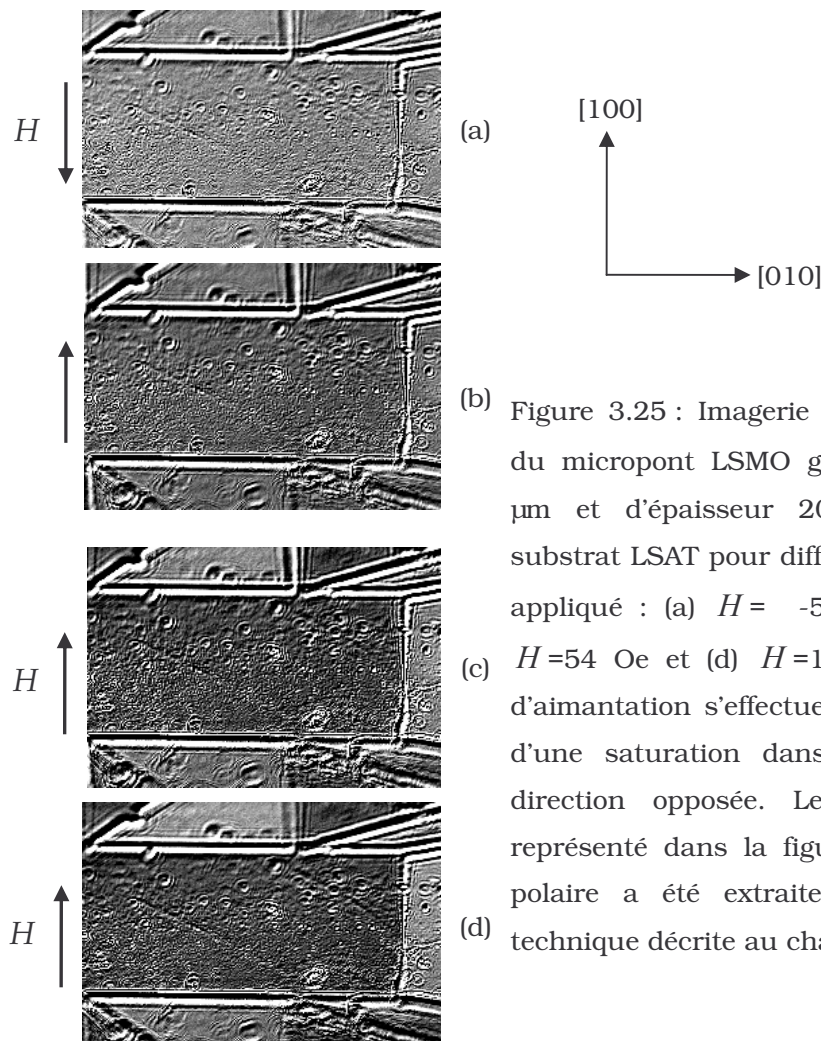 H
(a)
[100]
[010]
(b)
H
(c)
H
(d)
Figure 3.25 : Imagerie
du micropont LSMO g
µm et d'épaisseur 20
substrat LSAT pour diff
appliqué : (a) H = -5
H =54 Oe et (d) H =1
d'aimantation s'effectue
d'une saturation dans
direction opposée. Le
représenté dans la figu
polaire a été extraite
technique décrite au cha